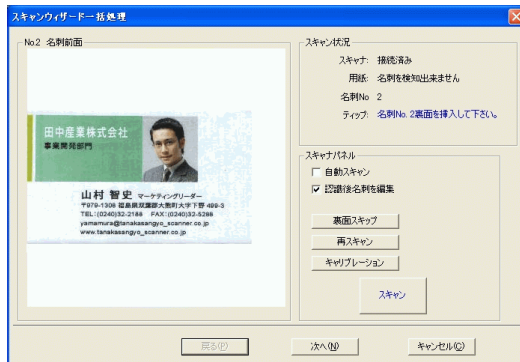 スキャンウィザード一括処理
No.2 名刺前面
田中産業株式会社
事業開発部門
山村 智史 マーケティングリーダー
〒979-1308 福島県双葉郡大熊町大字下野 499-3
TEL:(0240)32-2188 FAX:(0240)32-5288
yamamura@tanakasangyo_scanner.co.jp
www.tanakasangyo_scanner.co.jp
スキャン状況
スキャナ: 接続済み
用紙: 名刺を検知出来ません
名刺No 2
ティップ: 名刺No. 2裏面を挿入して下さい。
スキャナパネル
自動スキャン
認識後名刺を編集
裏面スキップ
再スキャン
キャリブレーション
スキャン
戻る(P)
次へ(N)
キャンセル(C)